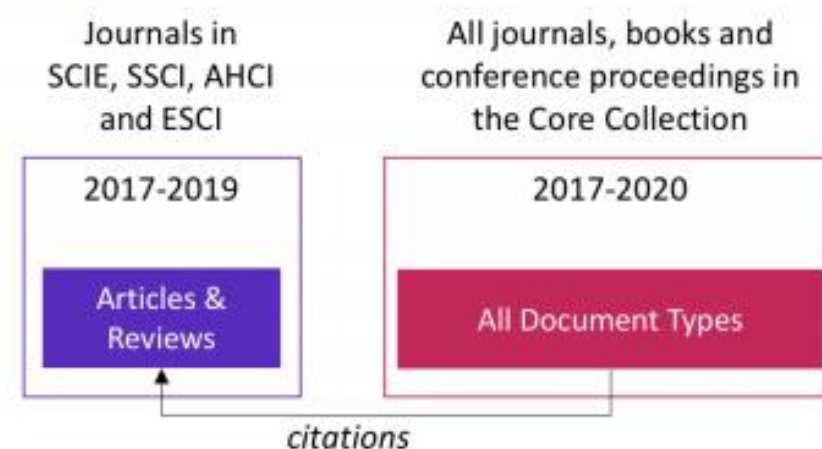 Journals in
SCIE, SSCI, AHCI
and ESCI
2017-2019
Articles &
Reviews
All journals, books and
conference proceedings in
the Core Collection
2017-2020
All Document Types
citations